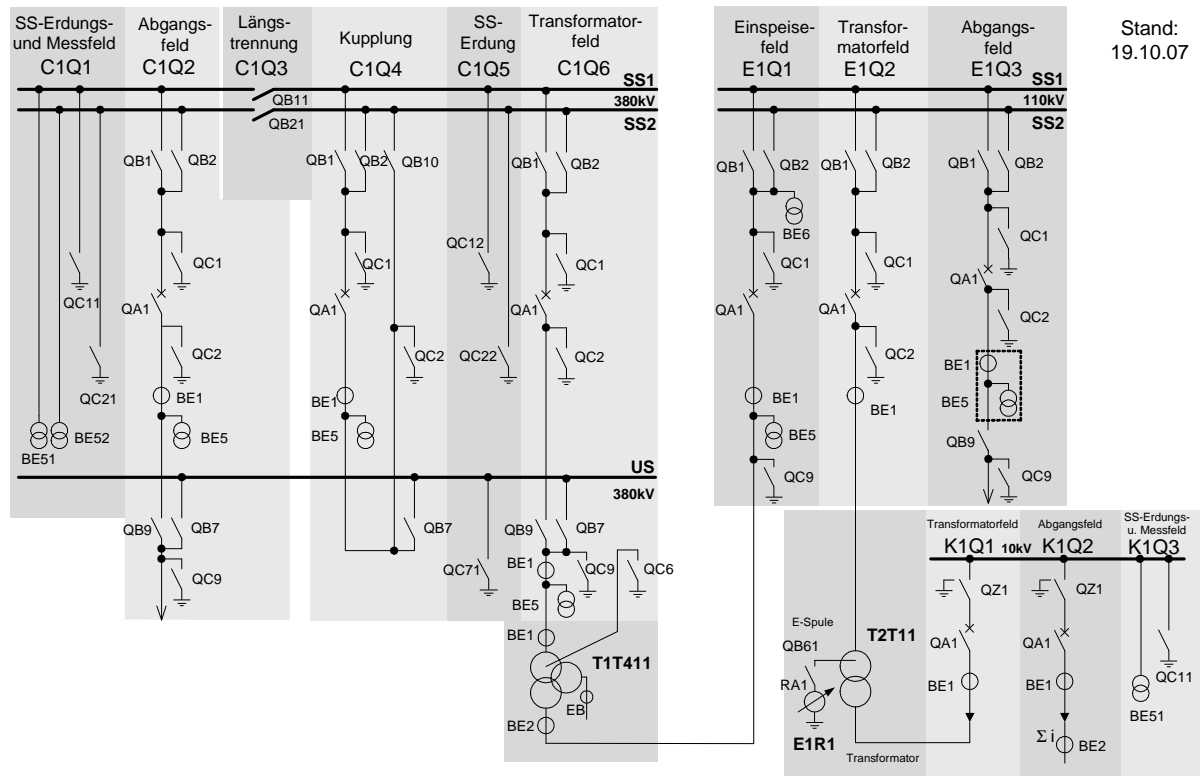 SS-Erdungs-
und Messfeld
C1Q1
Abgangs-
feld
C1Q2
Längs-
trennung
C1Q3
Kupplung
C1Q4
SS-
Erdung
C1Q5
Transformator-
feld
C1Q6
SS1
380kV
SS2
QB11
QB21
QB1
QB2
QB1
QB2
QB10
QB1
QB2
QC12
QC1
QC1
QC1
QC11
QA1
QA1
QA1
QC2
QC2
QC22
QC2
QC21
BE1
BE1
BE52
BE5
BE5
BE51
US
380kV
QB9
QB7
QB7
QB9
QB7
BE1
QC9
QC71
QC9
QC6
BE5
BE1
T1T411
EB
BE2
Einspeise-
feld
E1Q1
Transfor-
matorfeld
E1Q2
Abgangs-
feld
E1Q3
Stand:
19.10.07
SS1
110kV
SS2
QB1
QB2
QB1
QB2
QB1
QB2
BE6
QC1
QC1
QC1
QA1
QA1
QA1
QC2
QC2
BE1
BE1
BE1
BE5
BE5
QB9
QC9
QC9
Transformatorfeld
K1Q1
10kV
Abgangsfeld
K1Q2
SS-Erdungs-
u. Messfeld
K1Q3
QZ1
QZ1
E-Spule
QB61
T2T11
QA1
QA1
RA1
BE1
BE1
QC11
BE51
E1R1
Transformator
Σi
BE2